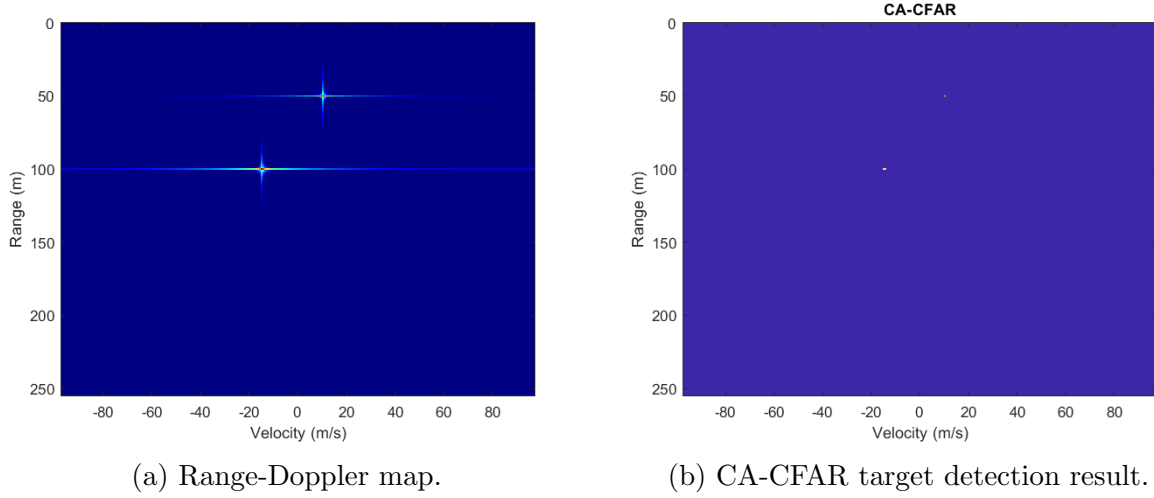 0
50
100
150
200
250
Range (m)
-80 -60 -40 -20 0 20 40 60 80
Velocity (m/s)
(a) Range-Doppler map.
CA-CFAR
0
50
100
150
200
250
Range (m)
-80 -60 -40 -20 0 20 40 60 80
Velocity (m/s)
(b) CA-CFAR target detection result.